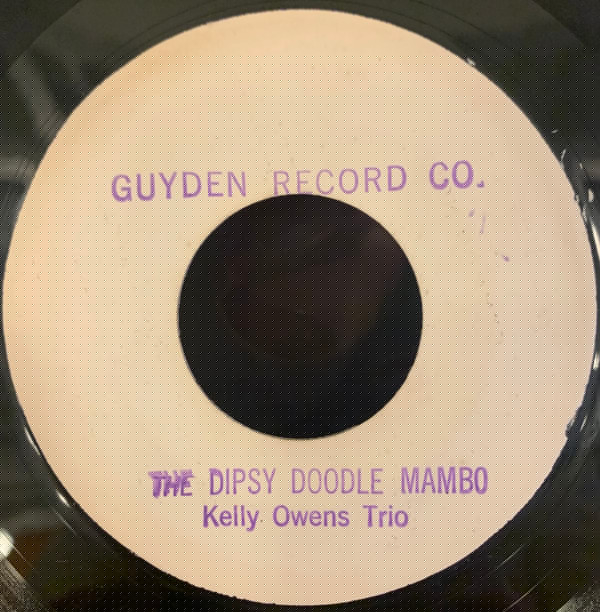 GUYDEN RECORD CO.
THE DIPSY DOODLE MAMBO
Kelly Owens Trio